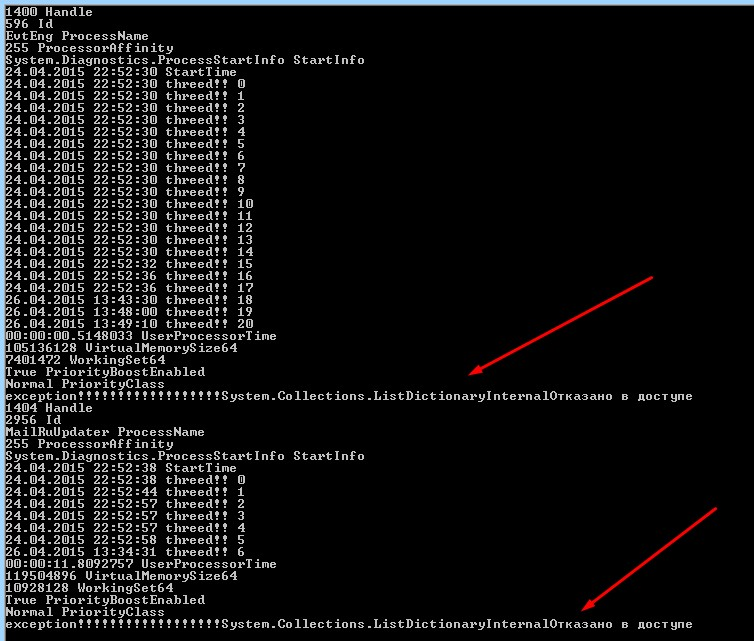 1400 Handle
596 Id
EvtEng ProcessName
255 ProcessorAffinity
System.Diagnostics.ProcessStartInfo StartInfo
24.04.2015 22:52:30 StartTime
24.04.2015 22:52:30 threed!! 0
24.04.2015 22:52:30 threed!! 1
24.04.2015 22:52:30 threed!! 2
24.04.2015 22:52:30 threed!! 3
24.04.2015 22:52:30 threed!! 4
24.04.2015 22:52:30 threed!! 5
24.04.2015 22:52:30 threed!! 6
24.04.2015 22:52:30 threed!! 7
24.04.2015 22:52:30 threed!! 8
24.04.2015 22:52:30 threed!! 9
24.04.2015 22:52:30 threed!! 10
24.04.2015 22:52:30 threed!! 11
24.04.2015 22:52:30 threed!! 12
24.04.2015 22:52:30 threed!! 13
24.04.2015 22:52:30 threed!! 14
24.04.2015 22:52:32 threed!! 15
24.04.2015 22:52:36 threed!! 16
24.04.2015 22:52:36 threed!! 17
26.04.2015 13:43:30 threed!! 18
26.04.2015 13:48:00 threed!! 19
26.04.2015 13:49:10 threed!! 20
00:00:00.5148033 UserProcessorTime
105136128 VirtualMemorySize64
7401472 WorkingSet64
True PriorityBoostEnabled
Normal PriorityClass
exception!!!!!!!!!!!!!!!!!!System.Collections.ListDictionaryInternalОтказано в доступе
1404 Handle
2956 Id
MailRuUpdater ProcessName
255 ProcessorAffinity
System.Diagnostics.ProcessStartInfo StartInfo
24.04.2015 22:52:38 StartTime
24.04.2015 22:52:38 threed!! 0
24.04.2015 22:52:44 threed!! 1
24.04.2015 22:52:57 threed!! 2
24.04.2015 22:52:57 threed!! 3
24.04.2015 22:52:57 threed!! 4
24.04.2015 22:52:58 threed!! 5
26.04.2015 13:34:31 threed!! 6
00:00:11.8092757 UserProcessorTime
119504896 VirtualMemorySize64
10928128 WorkingSet64
True PriorityBoostEnabled
Normal PriorityClass
exception!!!!!!!!!!!!!!!!!!System.Collections.ListDictionaryInternalОтказано в доступе